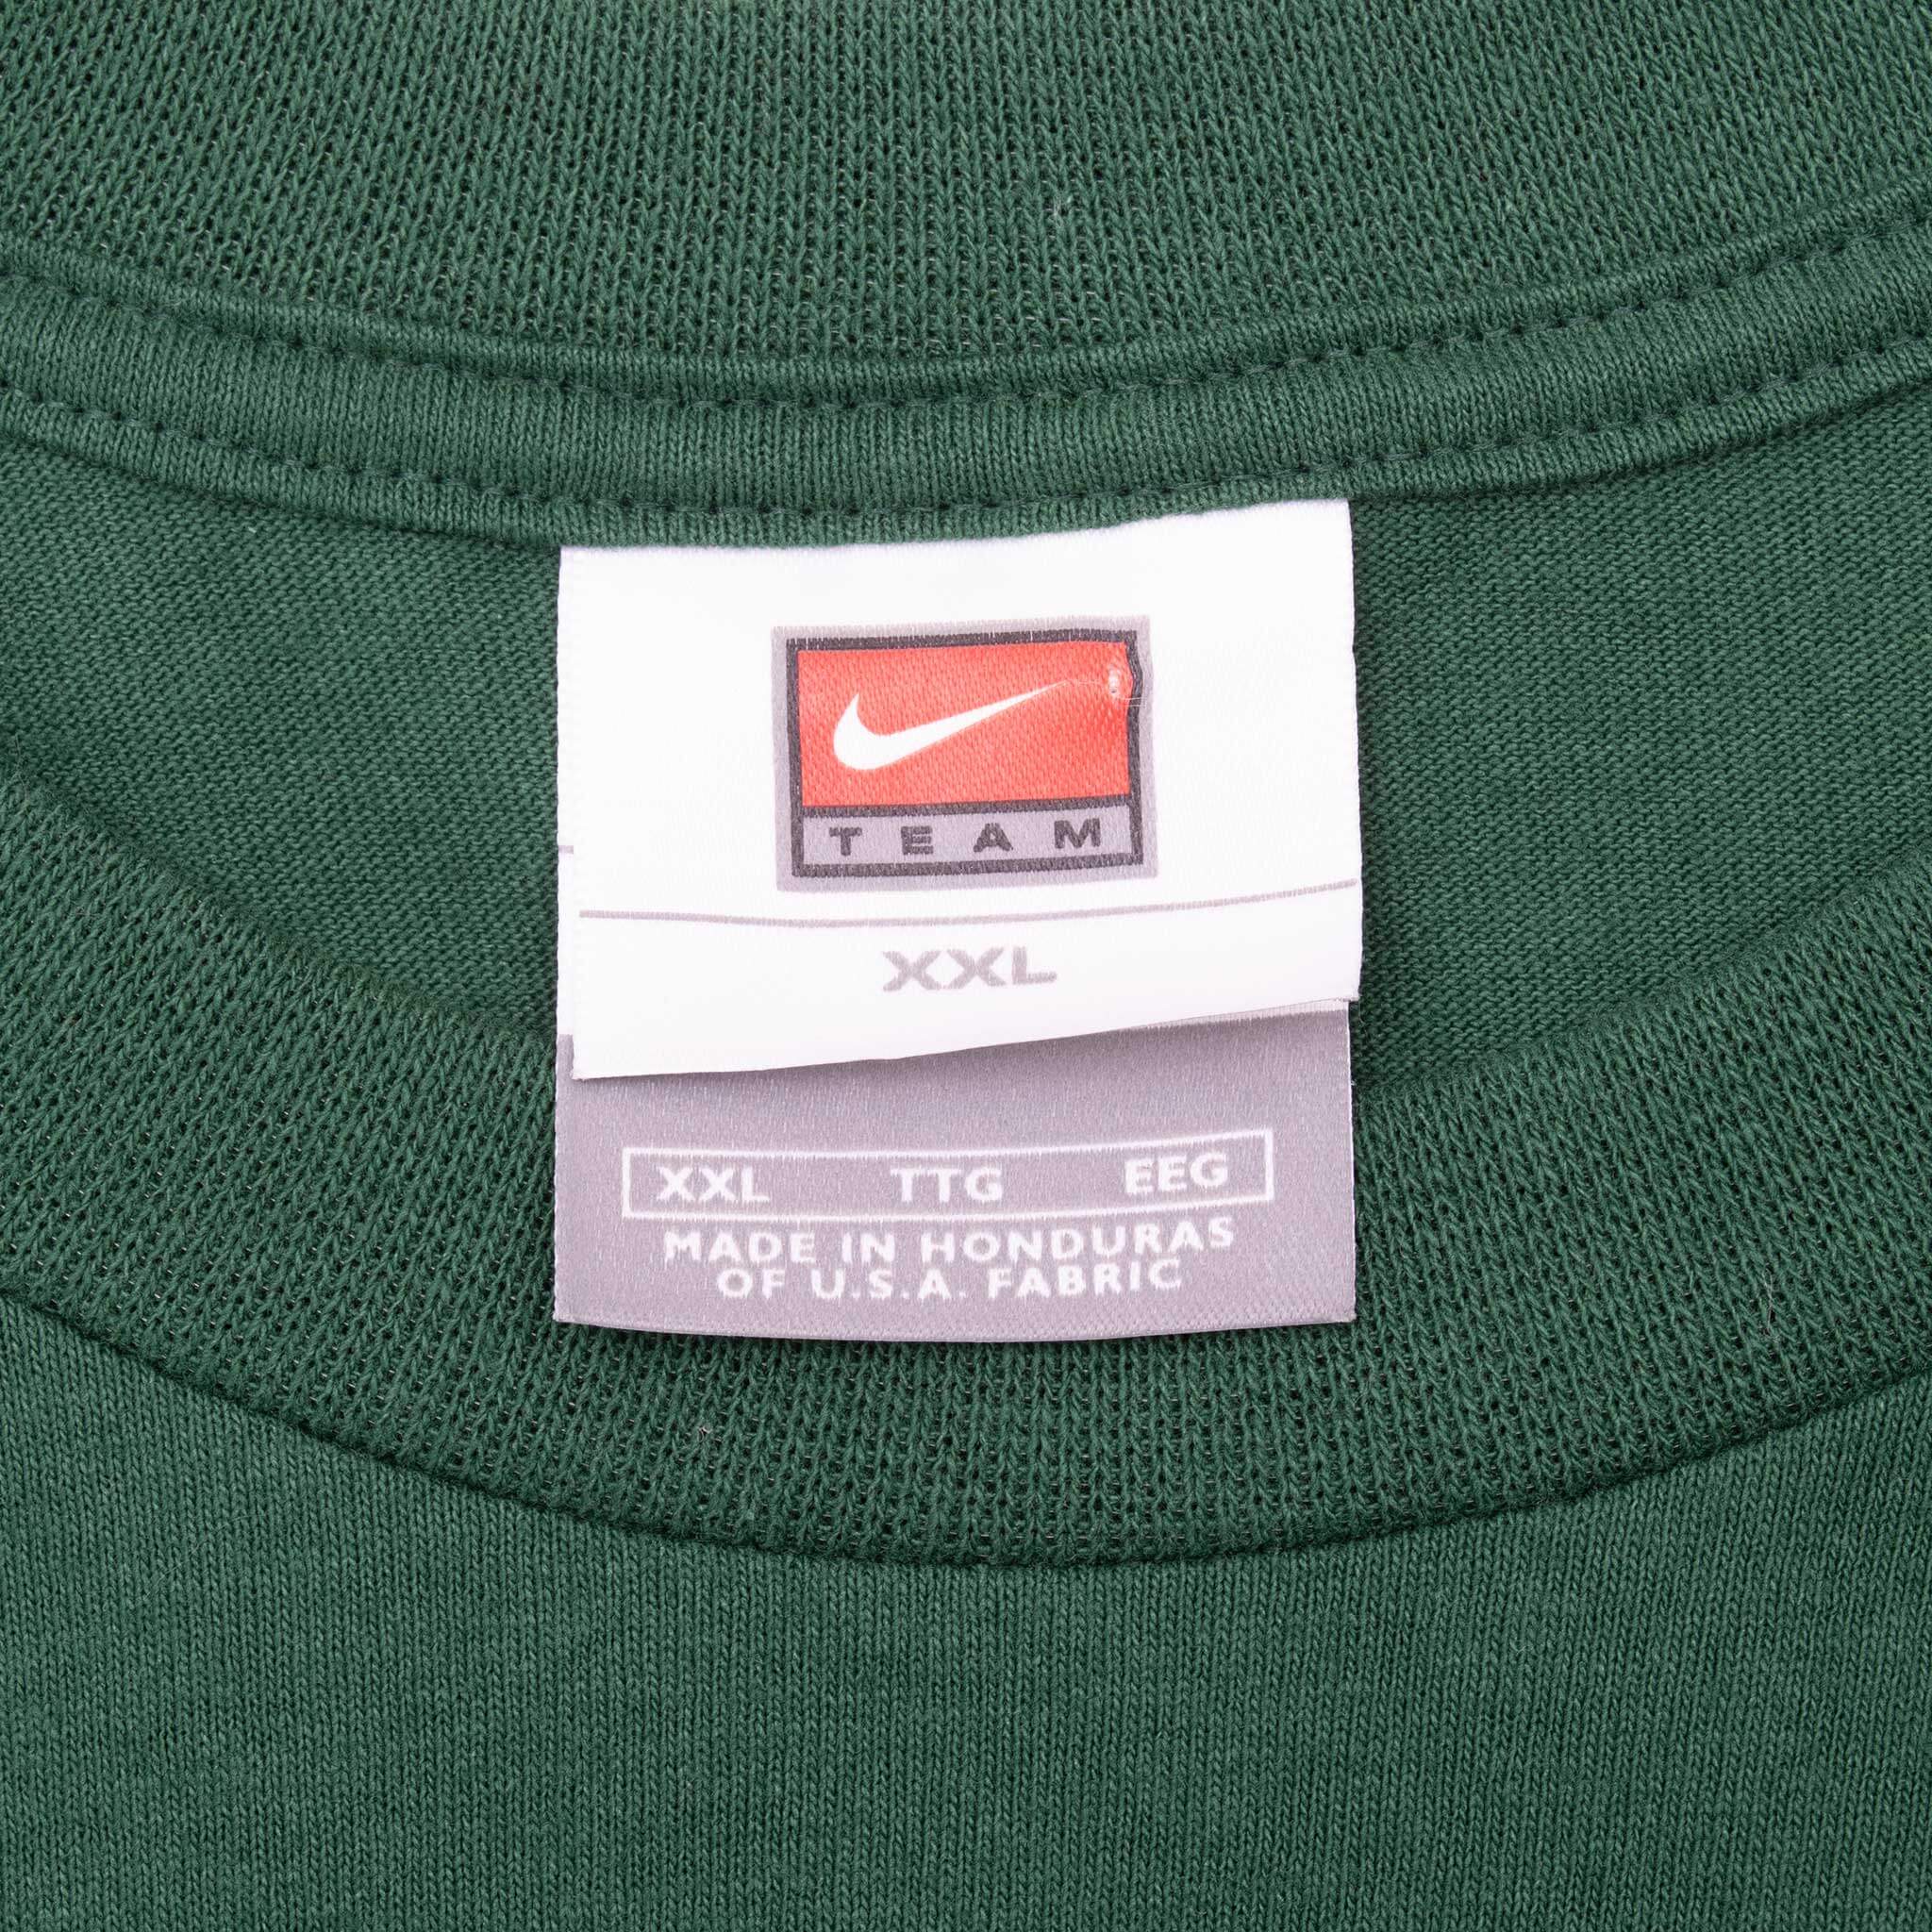 TEAM
XXL
XXL TTG EEG
MADE IN HONDURAS
OF U.S.A. FABRIC